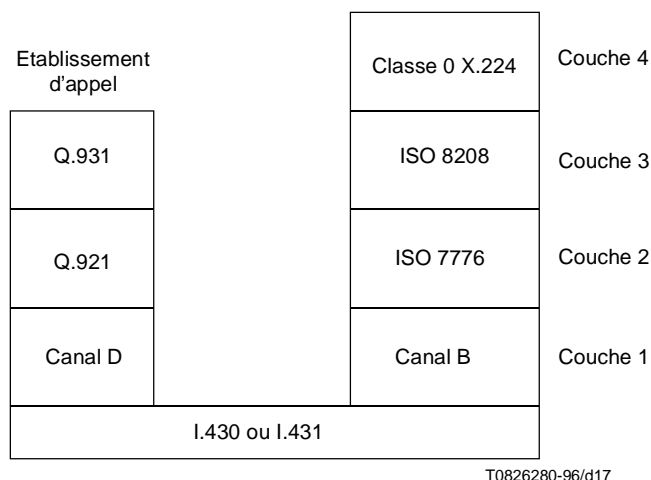 Etablissement
d'appel
Classe 0 X.224
Couche 4
Q.931
ISO 8208
Couche 3
Q.921
ISO 7776
Couche 2
Canal D
Canal B
Couche 1
I.430 ou I.431
T0826280-96/d17